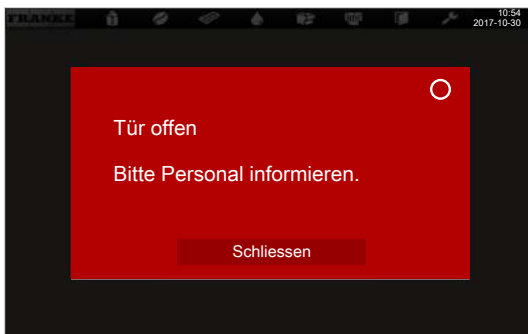 FRANKE
10:54
2017-10-30
Tür offen
Bitte Personal informieren.
Schliessen